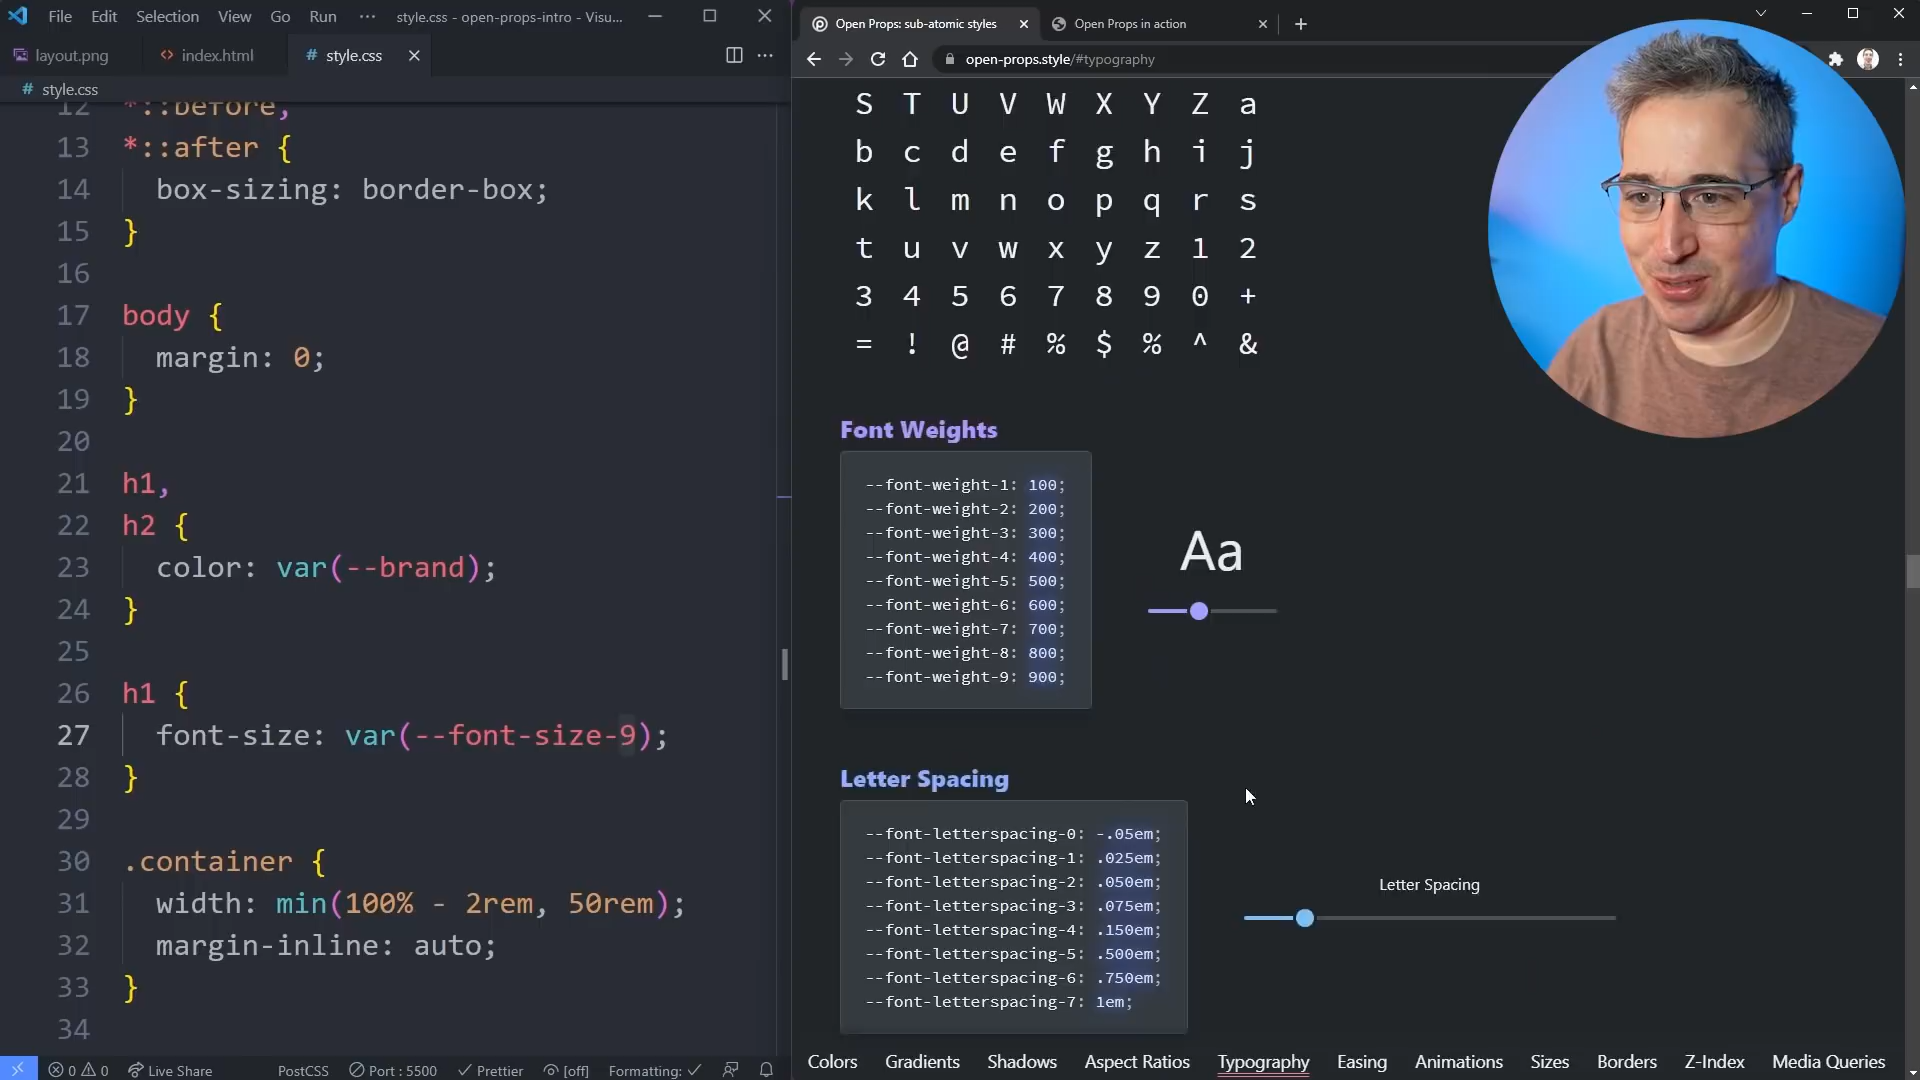 File Edit Selection View Go Run ··· style.css - open-props-intro - Visu...
layout.png <> index.html # style.css
# style.css
12 *::before,
13 *::after {
14 box-sizing: border-box;
15 }
16
17 body {
18 margin: 0;
19 }
20
21 h1,
22 h2 {
23 color: var(--brand);
24 }
25
26 h1 {
27 font-size: var(--font-size-9);
28 }
29
30 .container {
31 width: min(100% - 2rem, 50rem);
32 margin-inline: auto;
33 }
34
0 0 Live Share PostCSS Port : 5500 Prettier [off] Formatting:
Open Props: sub-atomic styles Open Props in action
open-props.style/#typography
S T U V W X Y Z a
b c d e f g h i j
k l m n o p q r s
t u v w x y z 1 2
3 4 5 6 7 8 9 0 +
= ! @ # % $ % ^ &
Font Weights
--font-weight-1: 100;
--font-weight-2: 200;
--font-weight-3: 300;
--font-weight-4: 400;
--font-weight-5: 500;
--font-weight-6: 600;
--font-weight-7: 700;
--font-weight-8: 800;
--font-weight-9: 900;
Aa
Letter Spacing
--font-letterspacing-0: -.05em;
--font-letterspacing-1: .025em;
--font-letterspacing-2: .050em;
--font-letterspacing-3: .075em;
--font-letterspacing-4: .150em;
--font-letterspacing-5: .500em;
--font-letterspacing-6: .750em;
--font-letterspacing-7: 1em;
Letter Spacing
Colors Gradients Shadows Aspect Ratios Typography Easing Animations Sizes Borders Z-Index Media Queries